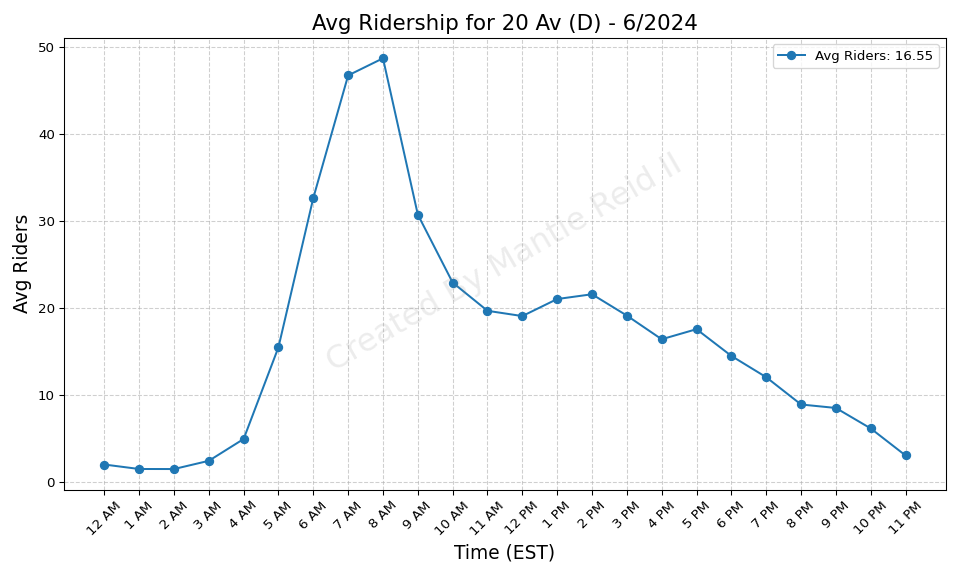 Avg Ridership for 20 Av (D) - 6/2024
Avg Riders: 16.55
50
40
30
20
10
0
Avg Riders
Created By Mantle Reid II
12 AM 1 AM 2 AM 3 AM 4 AM 5 AM 6 AM 7 AM 8 AM 9 AM 10 AM 11 AM 12 PM 1 PM 2 PM 3 PM 4 PM 5 PM 6 PM 7 PM 8 PM 9 PM 10 PM 11 PM
Time (EST)